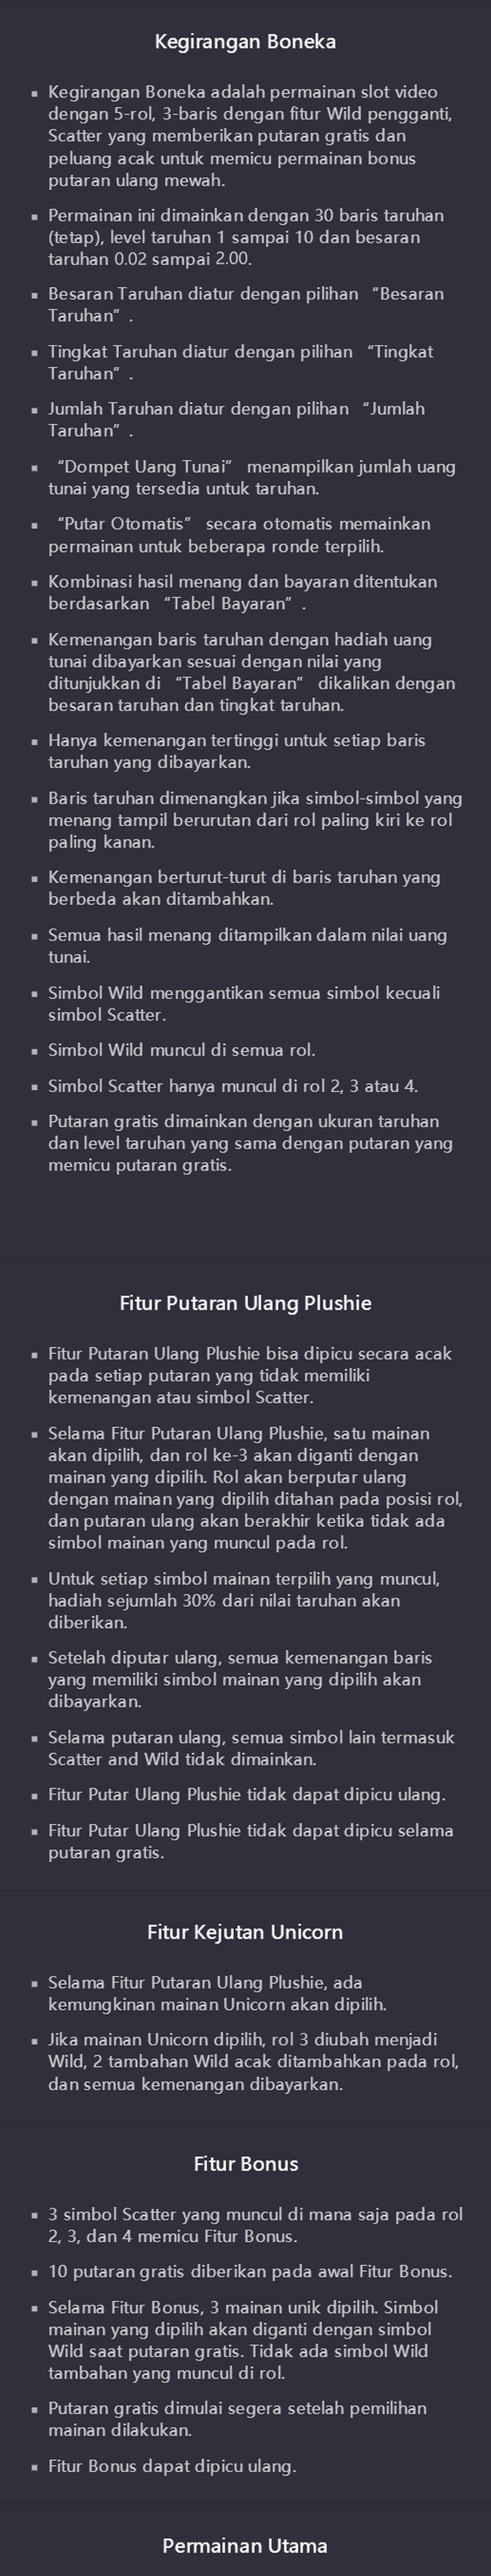 Kegirangan Boneka
▪ Kegirangan Boneka adalah permainan slot video
dengan 5-rol, 3-baris dengan fitur Wild pengganti,
Scatter yang memberikan putaran gratis dan
peluang acak untuk memicu permainan bonus
putaran ulang mewah.
▪ Permainan ini dimainkan dengan 30 baris taruhan
(tetap), level taruhan 1 sampai 10 dan besaran
taruhan 0.02 sampai 2.00.
▪ Besaran Taruhan diatur dengan pilihan “Besaran
Taruhan” .
▪ Tingkat Taruhan diatur dengan pilihan “Tingkat
Taruhan” .
▪ Jumlah Taruhan diatur dengan pilihan “Jumlah
Taruhan” .
▪ “Dompet Uang Tunai” menampilkan jumlah uang
tunai yang tersedia untuk taruhan.
▪ “Putar Otomatis” secara otomatis memainkan
permainan untuk beberapa ronde terpilih.
▪ Kombinasi hasil menang dan bayaran ditentukan
berdasarkan “Tabel Bayaran” .
▪ Kemenangan baris taruhan dengan hadiah uang
tunai dibayarkan sesuai dengan nilai yang
ditunjukkan di “Tabel Bayaran” dikalikan dengan
besaran taruhan dan tingkat taruhan.
▪ Hanya kemenangan tertinggi untuk setiap baris
taruhan yang dibayarkan.
▪ Baris taruhan dimenangkan jika simbol-simbol yang
menang tampil berurutan dari rol paling kiri ke rol
paling kanan.
▪ Kemenangan berturut-turut di baris taruhan yang
berbeda akan ditambahkan.
▪ Semua hasil menang ditampilkan dalam nilai uang
tunai.
▪ Simbol Wild menggantikan semua simbol kecuali
simbol Scatter.
▪ Simbol Wild muncul di semua rol.
▪ Simbol Scatter hanya muncul di rol 2, 3 atau 4.
▪ Putaran gratis dimainkan dengan ukuran taruhan
dan level taruhan yang sama dengan putaran yang
memicu putaran gratis.
Fitur Putaran Ulang Plushie
▪ Fitur Putaran Ulang Plushie bisa dipicu secara acak
pada setiap putaran yang tidak memiliki
kemenangan atau simbol Scatter.
▪ Selama Fitur Putaran Ulang Plushie, satu mainan
akan dipilih, dan rol ke-3 akan diganti dengan
mainan yang dipilih. Rol akan berputar ulang
dengan mainan yang dipilih ditahan pada posisi rol,
dan putaran ulang akan berakhir ketika tidak ada
simbol mainan yang muncul pada rol.
▪ Untuk setiap simbol mainan terpilih yang muncul,
hadiah sejumlah 30% dari nilai taruhan akan
diberikan.
▪ Setelah diputar ulang, semua kemenangan baris
yang memiliki simbol mainan yang dipilih akan
dibayarkan.
▪ Selama putaran ulang, semua simbol lain termasuk
Scatter and Wild tidak dimainkan.
▪ Fitur Putar Ulang Plushie tidak dapat dipicu ulang.
▪ Fitur Putar Ulang Plushie tidak dapat dipicu selama
putaran gratis.
Fitur Kejutan Unicorn
▪ Selama Fitur Putaran Ulang Plushie, ada
kemungkinan mainan Unicorn akan dipilih.
▪ Jika mainan Unicorn dipilih, rol 3 diubah menjadi
Wild, 2 tambahan Wild acak ditambahkan pada rol,
dan semua kemenangan dibayarkan.
Fitur Bonus
▪ 3 simbol Scatter yang muncul di mana saja pada rol
2, 3, dan 4 memicu Fitur Bonus.
▪ 10 putaran gratis diberikan pada awal Fitur Bonus.
▪ Selama Fitur Bonus, 3 mainan unik dipilih. Simbol
mainan yang dipilih akan diganti dengan simbol
Wild saat putaran gratis. Tidak ada simbol Wild
tambahan yang muncul di rol.
▪ Putaran gratis dimulai segera setelah pemilihan
mainan dilakukan.
▪ Fitur Bonus dapat dipicu ulang.
Permainan Utama